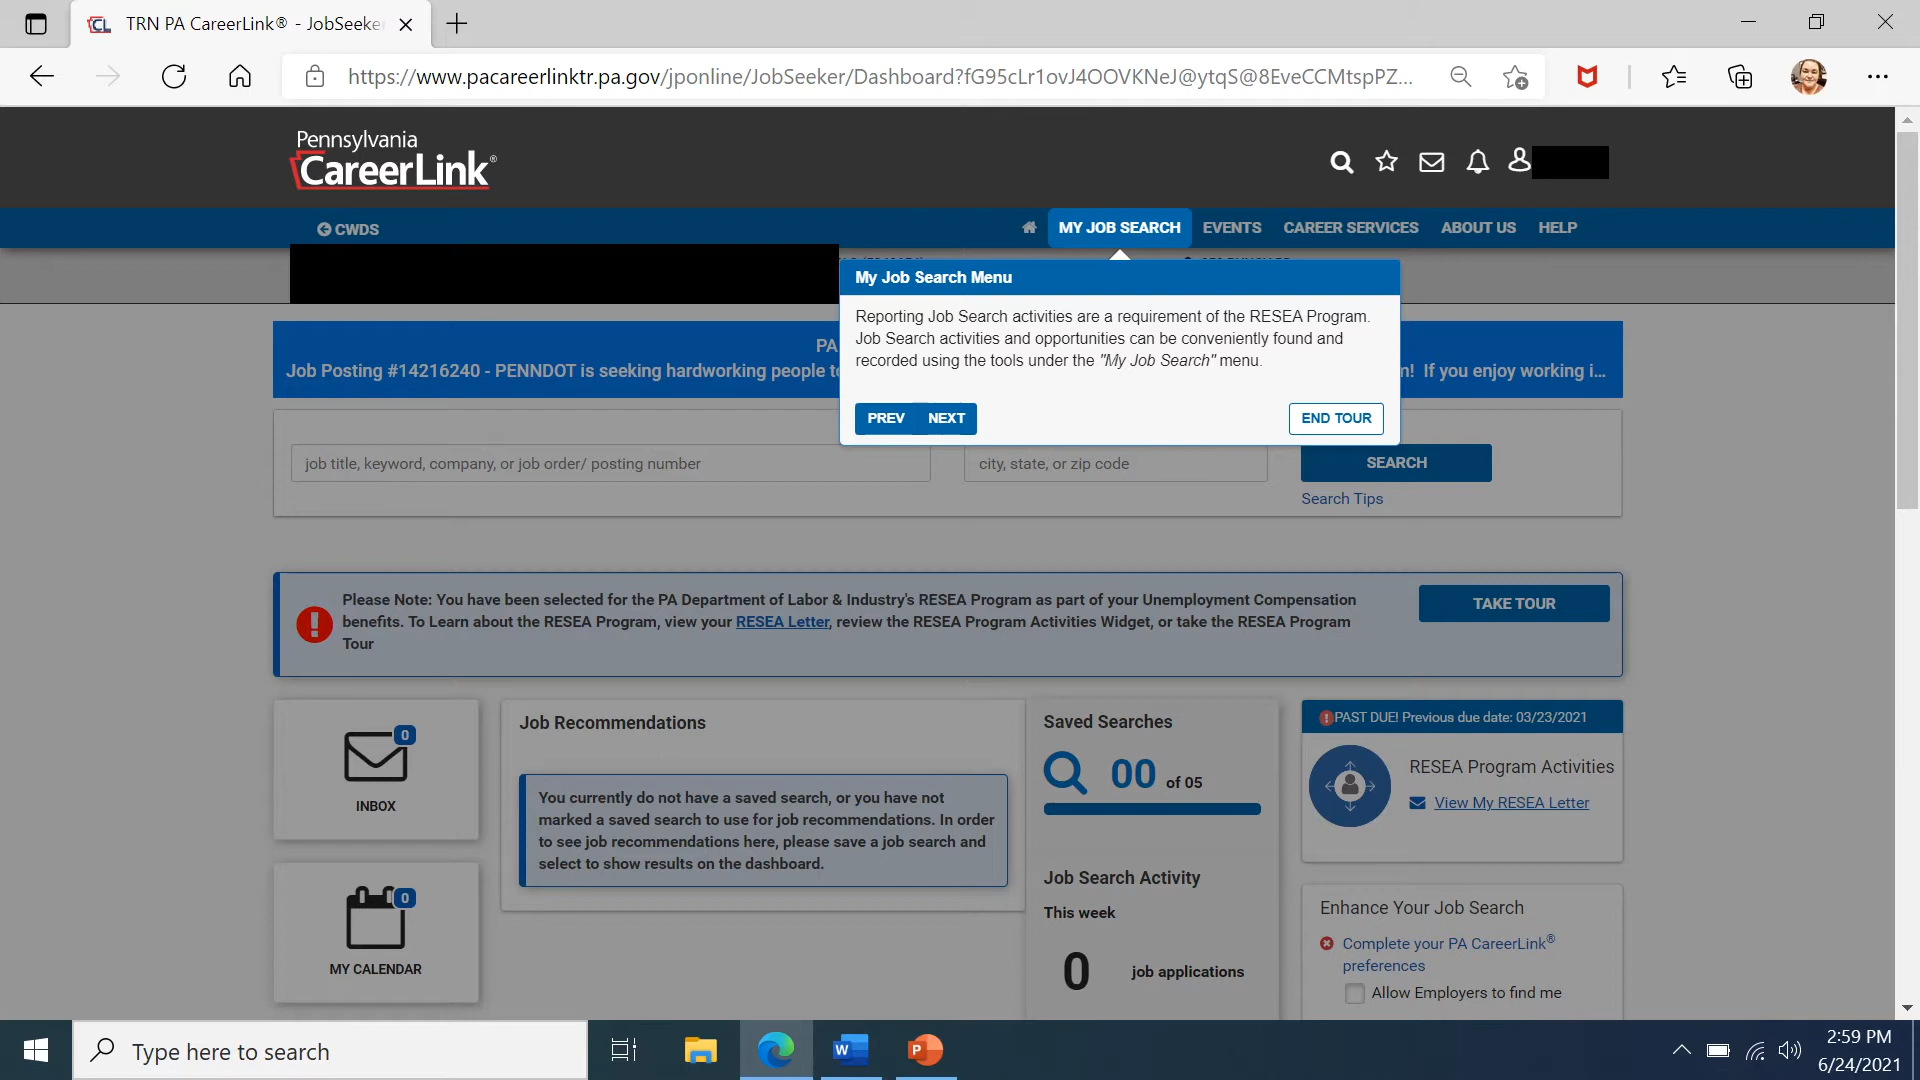 TRN PA CareerLink® - JobSeeke
https://www.pacareerlinktr.pa.gov/jponline/JobSeeker/Dashboard?fG95cLr1ovJ4OOVKNeJ@ytqS@8EveCCMtspPZ...
Pennsylvania
CareerLink®
CWDS
MY JOB SEARCH
EVENTS
CAREER SERVICES
ABOUT US
HELP
My Job Search Menu
Reporting Job Search activities are a requirement of the RESEA Program.
Job Search activities and opportunities can be conveniently found and
recorded using the tools under the "My Job Search" menu.
PREV
NEXT
END TOUR
PA
Job Posting #14216240 - PENNDOT is seeking hardworking people t
! If you enjoy working i...
job title, keyword, company, or job order/ posting number
city, state, or zip code
SEARCH
Search Tips
Please Note: You have been selected for the PA Department of Labor & Industry's RESEA Program as part of your Unemployment Compensation
benefits. To Learn about the RESEA Program, view your RESEA Letter, review the RESEA Program Activities Widget, or take the RESEA Program
Tour
TAKE TOUR
0
INBOX
0
MY CALENDAR
Job Recommendations
You currently do not have a saved search, or you have not
marked a saved search to use for job recommendations. In order
to see job recommendations here, please save a job search and
select to show results on the dashboard.
Saved Searches
00 of 05
Job Search Activity
This week
0 job applications
PAST DUE! Previous due date: 03/23/2021
RESEA Program Activities
View My RESEA Letter
Enhance Your Job Search
Complete your PA CareerLink®
preferences
Allow Employers to find me
Type here to search
2:59 PM
6/24/2021